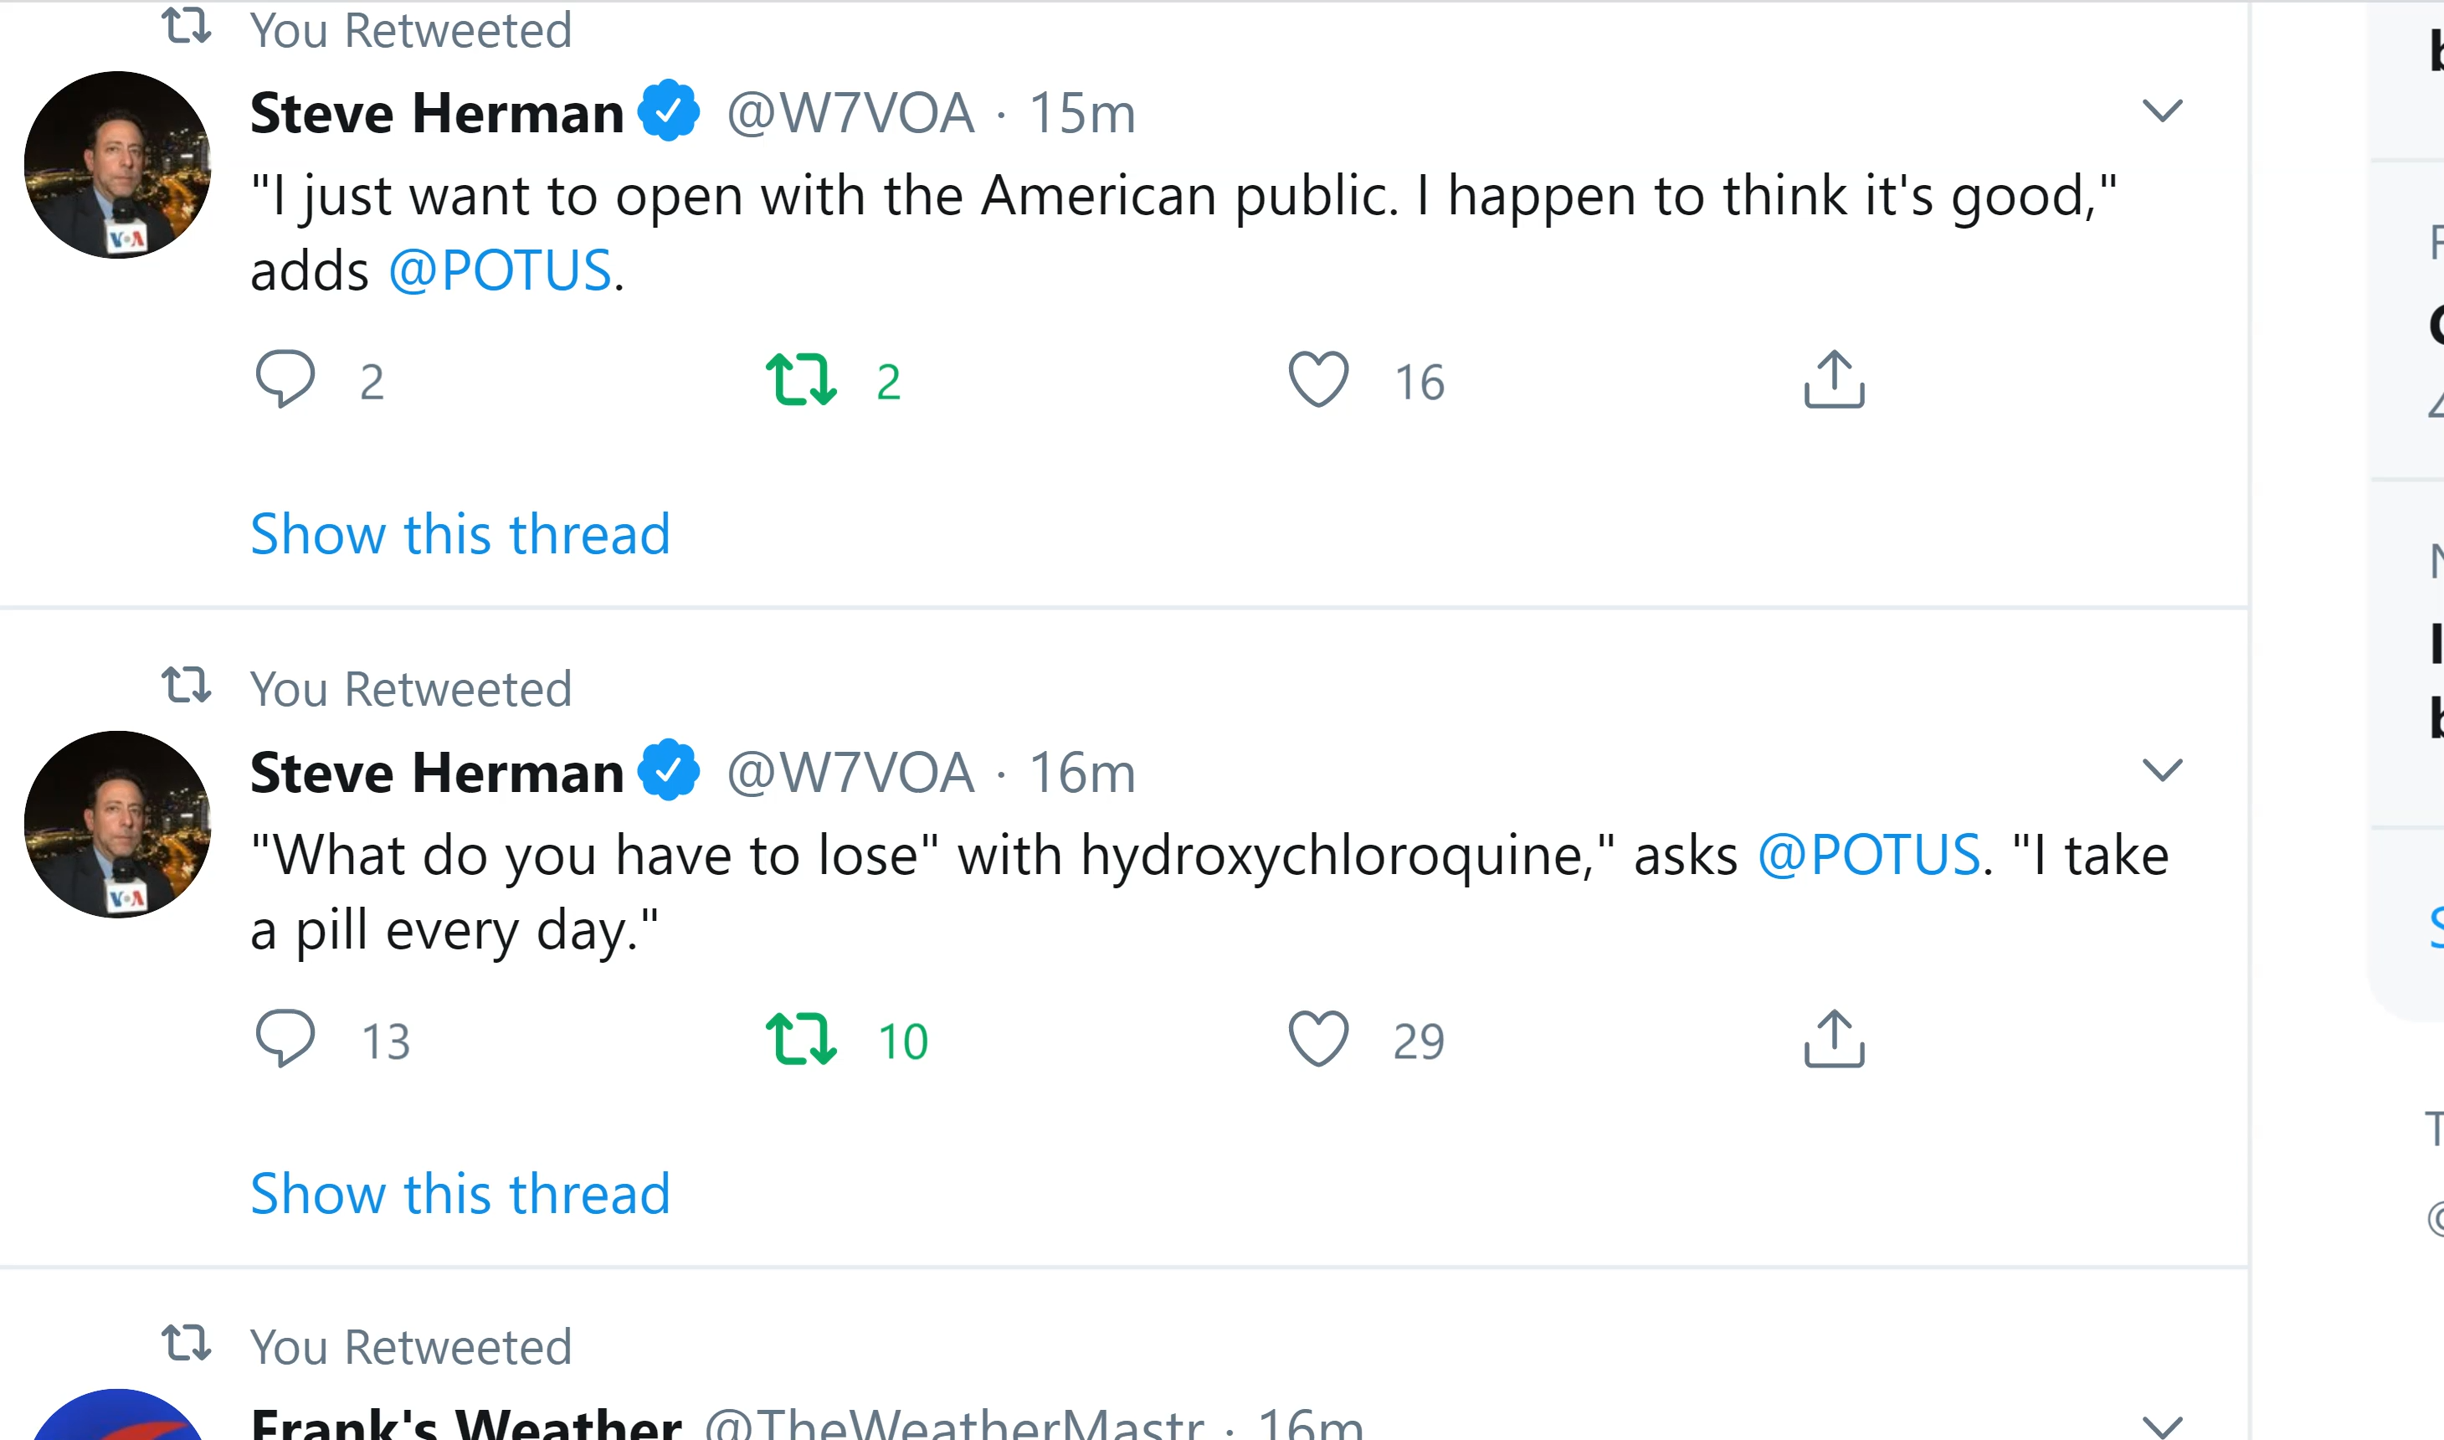 You Retweeted
Steve Herman @W7VOA · 15m
"I just want to open with the American public. I happen to think it's good,"
adds @POTUS.
2 2 16
Show this thread
You Retweeted
Steve Herman @W7VOA · 16m
"What do you have to lose" with hydroxychloroquine," asks @POTUS. "I take
a pill every day."
13 10 29
Show this thread
You Retweeted
Frank's Weather @TheWeatherMastr · 16m
VOA
VOA